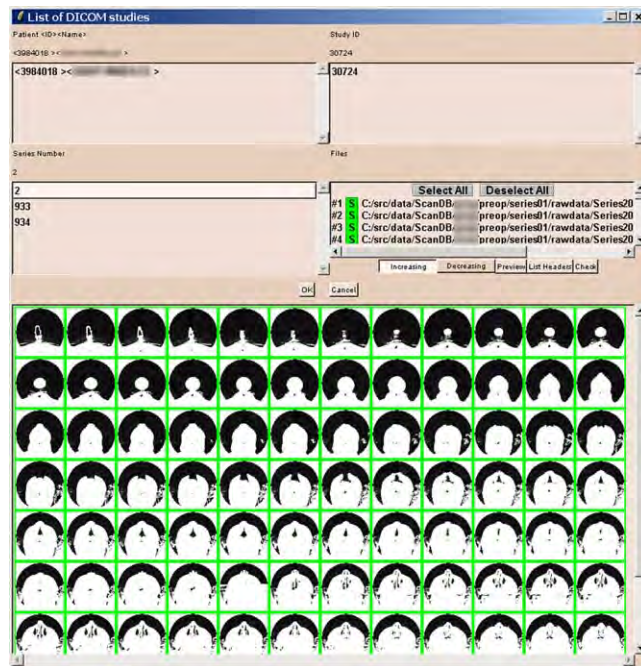 List of DICOM studies
Patient <ID><Name>
Study ID
<3984018 >< >
30724
<3984018 >< >
30724
Series Number
Files
2
2
933
934
Select All Deselect All
#1 S C:/src/data/ScanDB/ /preop/series01/rawdata/Series20
#2 S C:/src/data/ScanDB/ /preop/series01/rawdata/Series20
#3 S C:/src/data/ScanDB/ /preop/series01/rawdata/Series20
#4 S C:/src/data/ScanDB/ /preop/series01/rawdata/Series20
Increasing Decreasing Preview List Headers Check
OK Cancel